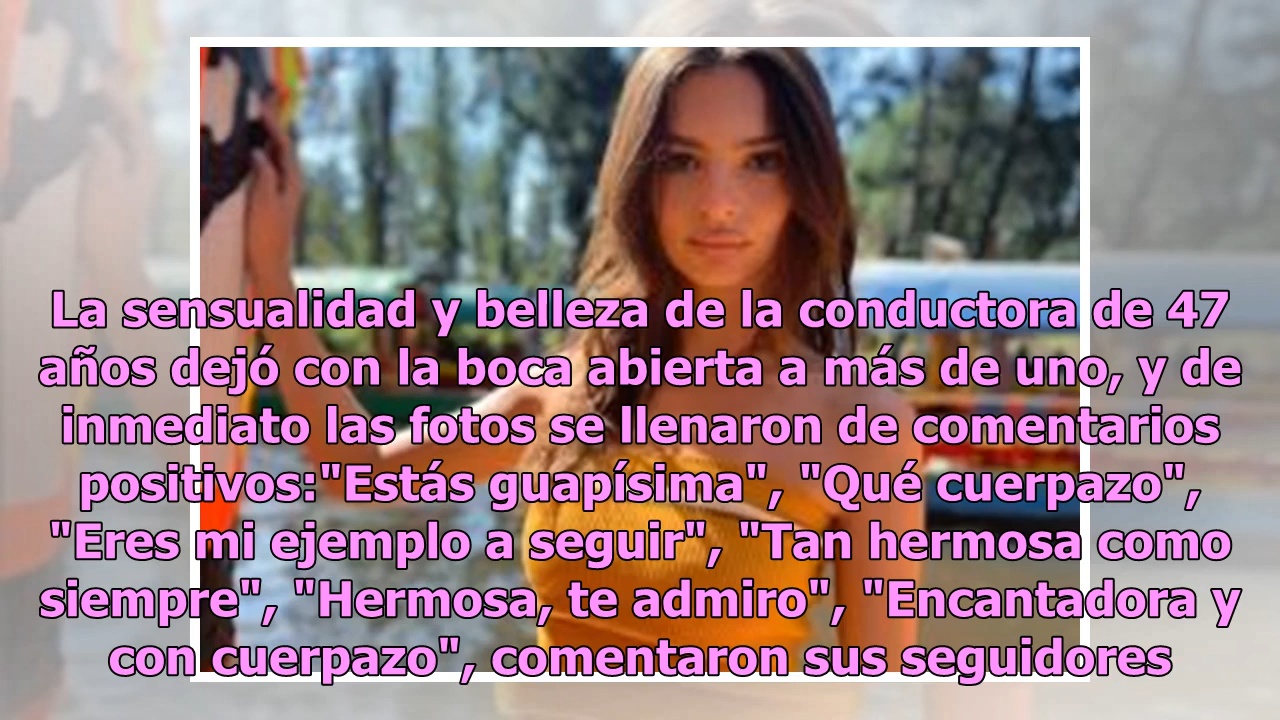 La sensualidad y belleza de la conductora de 47
años dejó con la boca abierta a más de uno, y de
inmediato las fotos se llenaron de comentarios
positivos:"Estás guapísima", "Qué cuerpazo",
"Eres mi ejemplo a seguir", "Tan hermosa como
siempre", "Hermosa, te admiro", "Encantadora y
con cuerpazo", comentaron sus seguidores